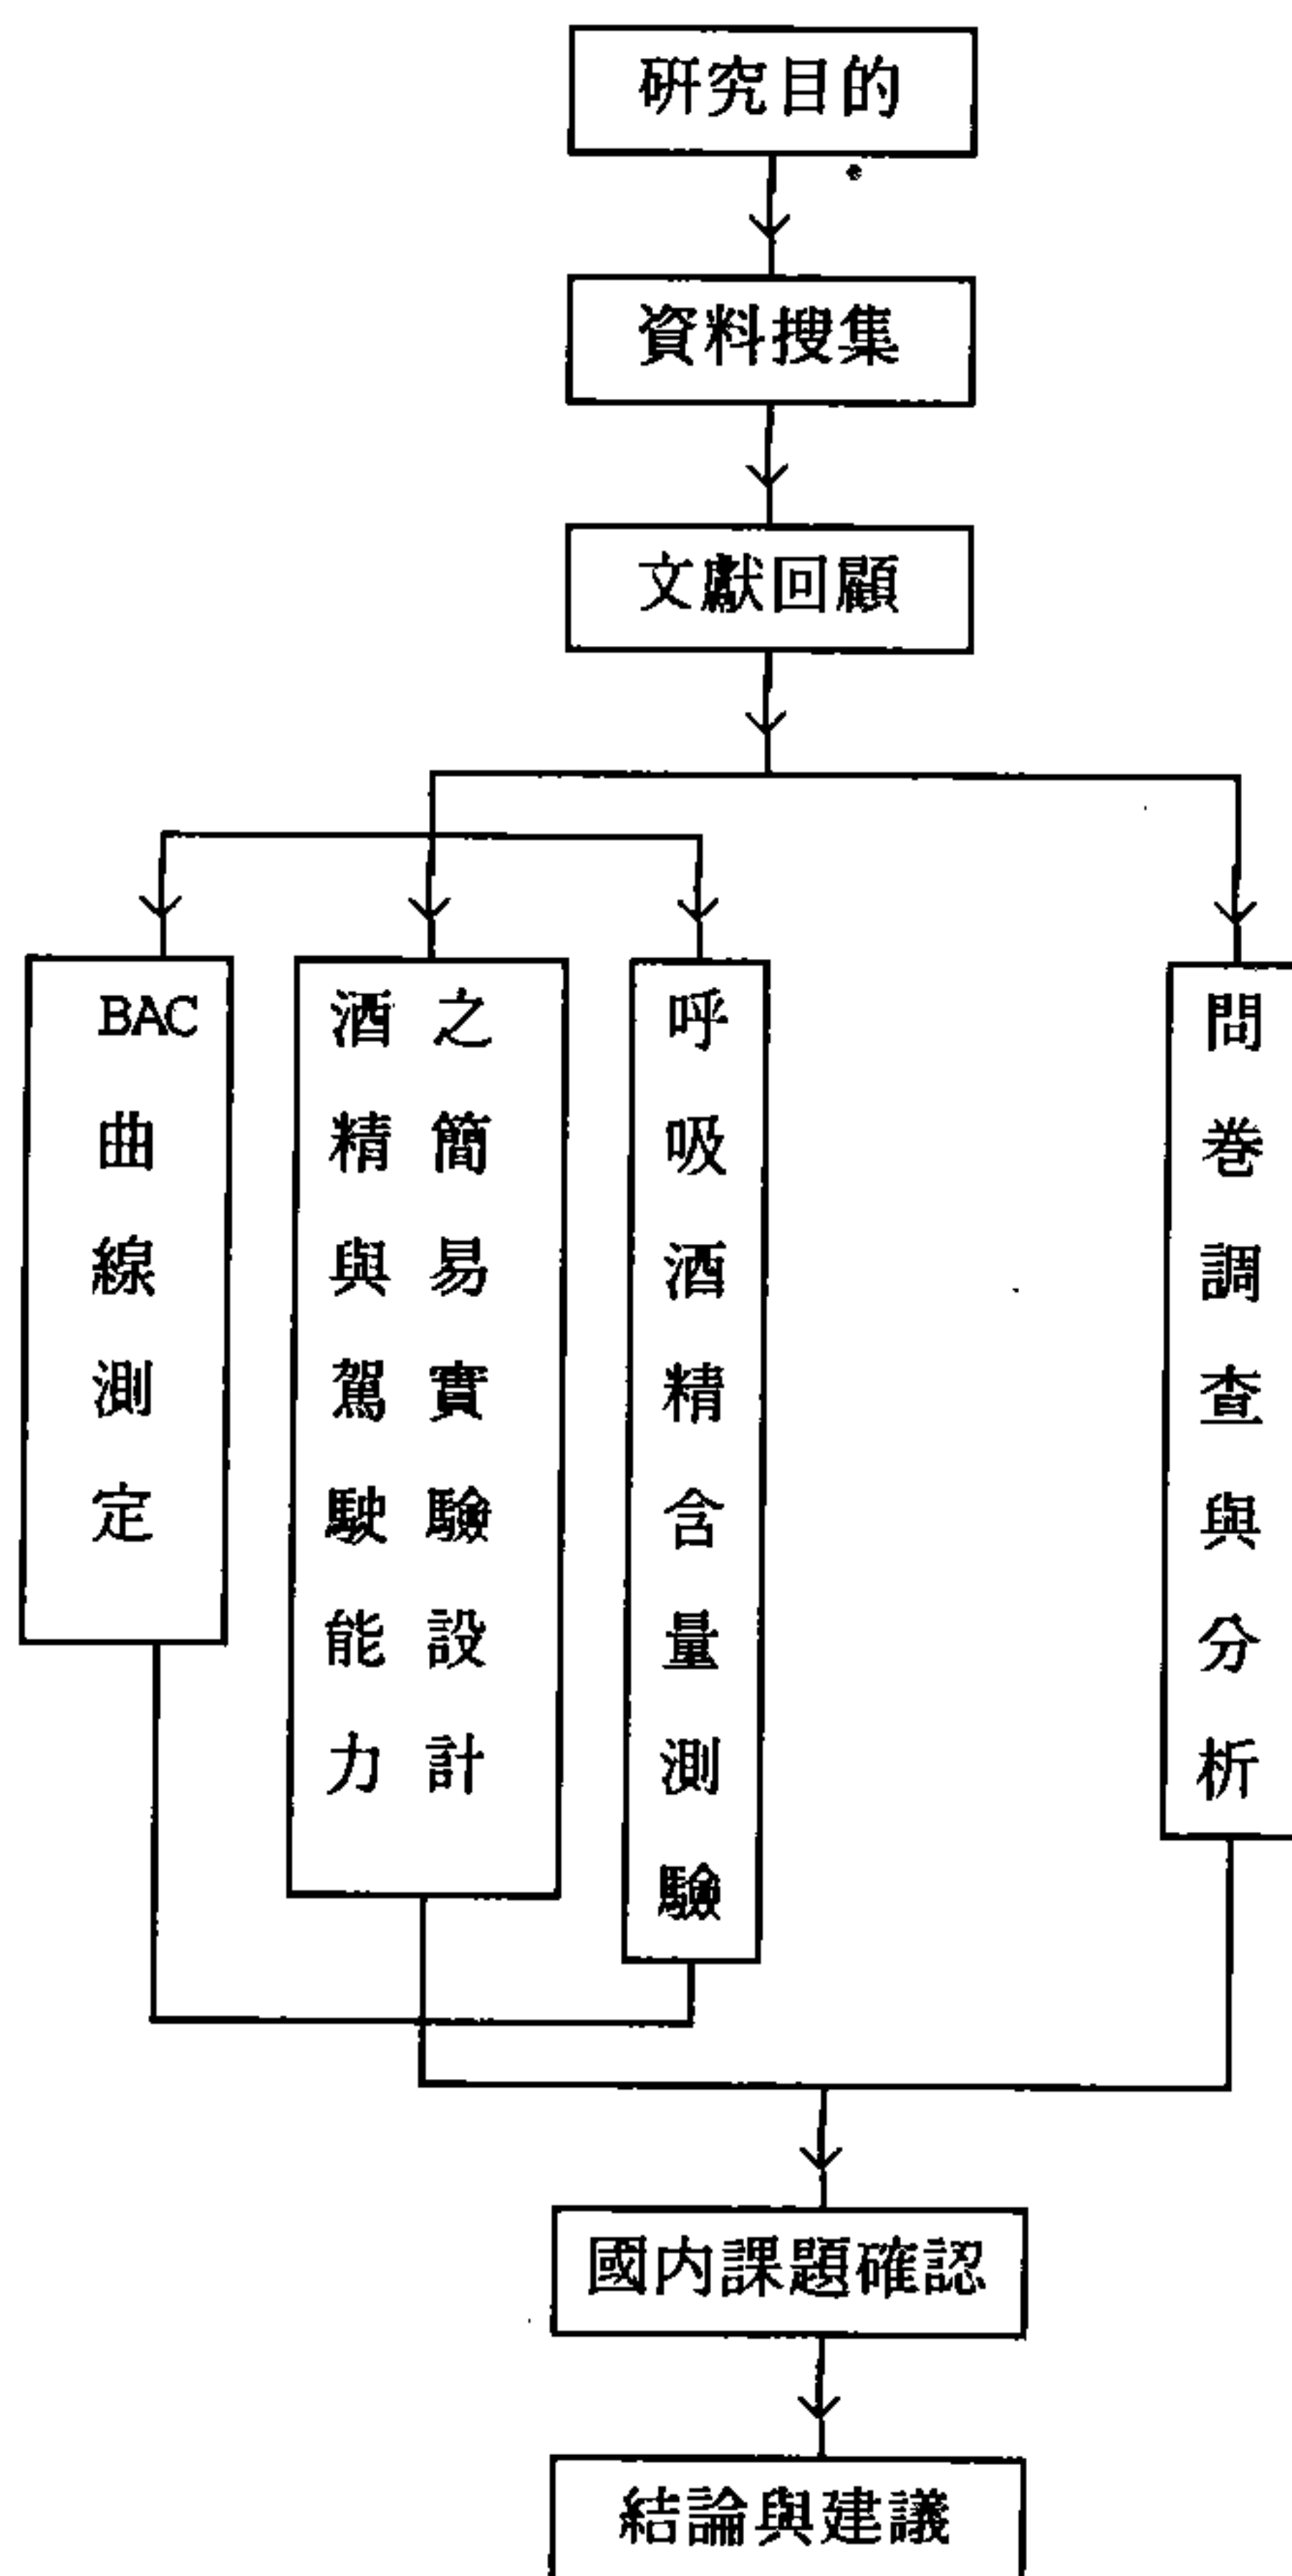 研究目的
資料搜集
文獻回顧
BAC曲線測定
酒精與駕駛能力
之簡易實驗設計
呼吸酒精含量測驗
問卷調查與分析
國內課題確認
結論與建議